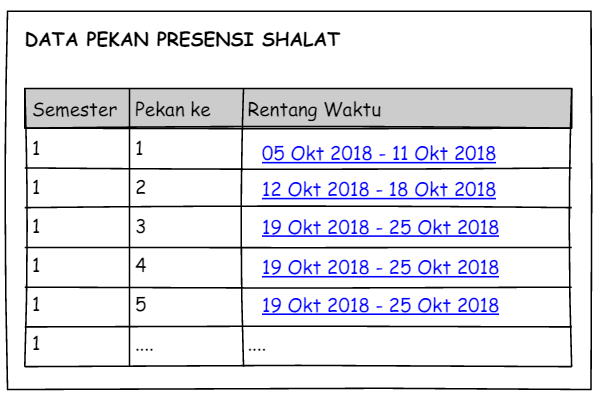 DATA PEKAN PRESENSI SHALAT
Semester Pekan ke Rentang Waktu
1 1 05 Okt 2018 - 11 Okt 2018
1 2 12 Okt 2018 - 18 Okt 2018
1 3 19 Okt 2018 - 25 Okt 2018
1 4 19 Okt 2018 - 25 Okt 2018
1 5 19 Okt 2018 - 25 Okt 2018
1 .... ....